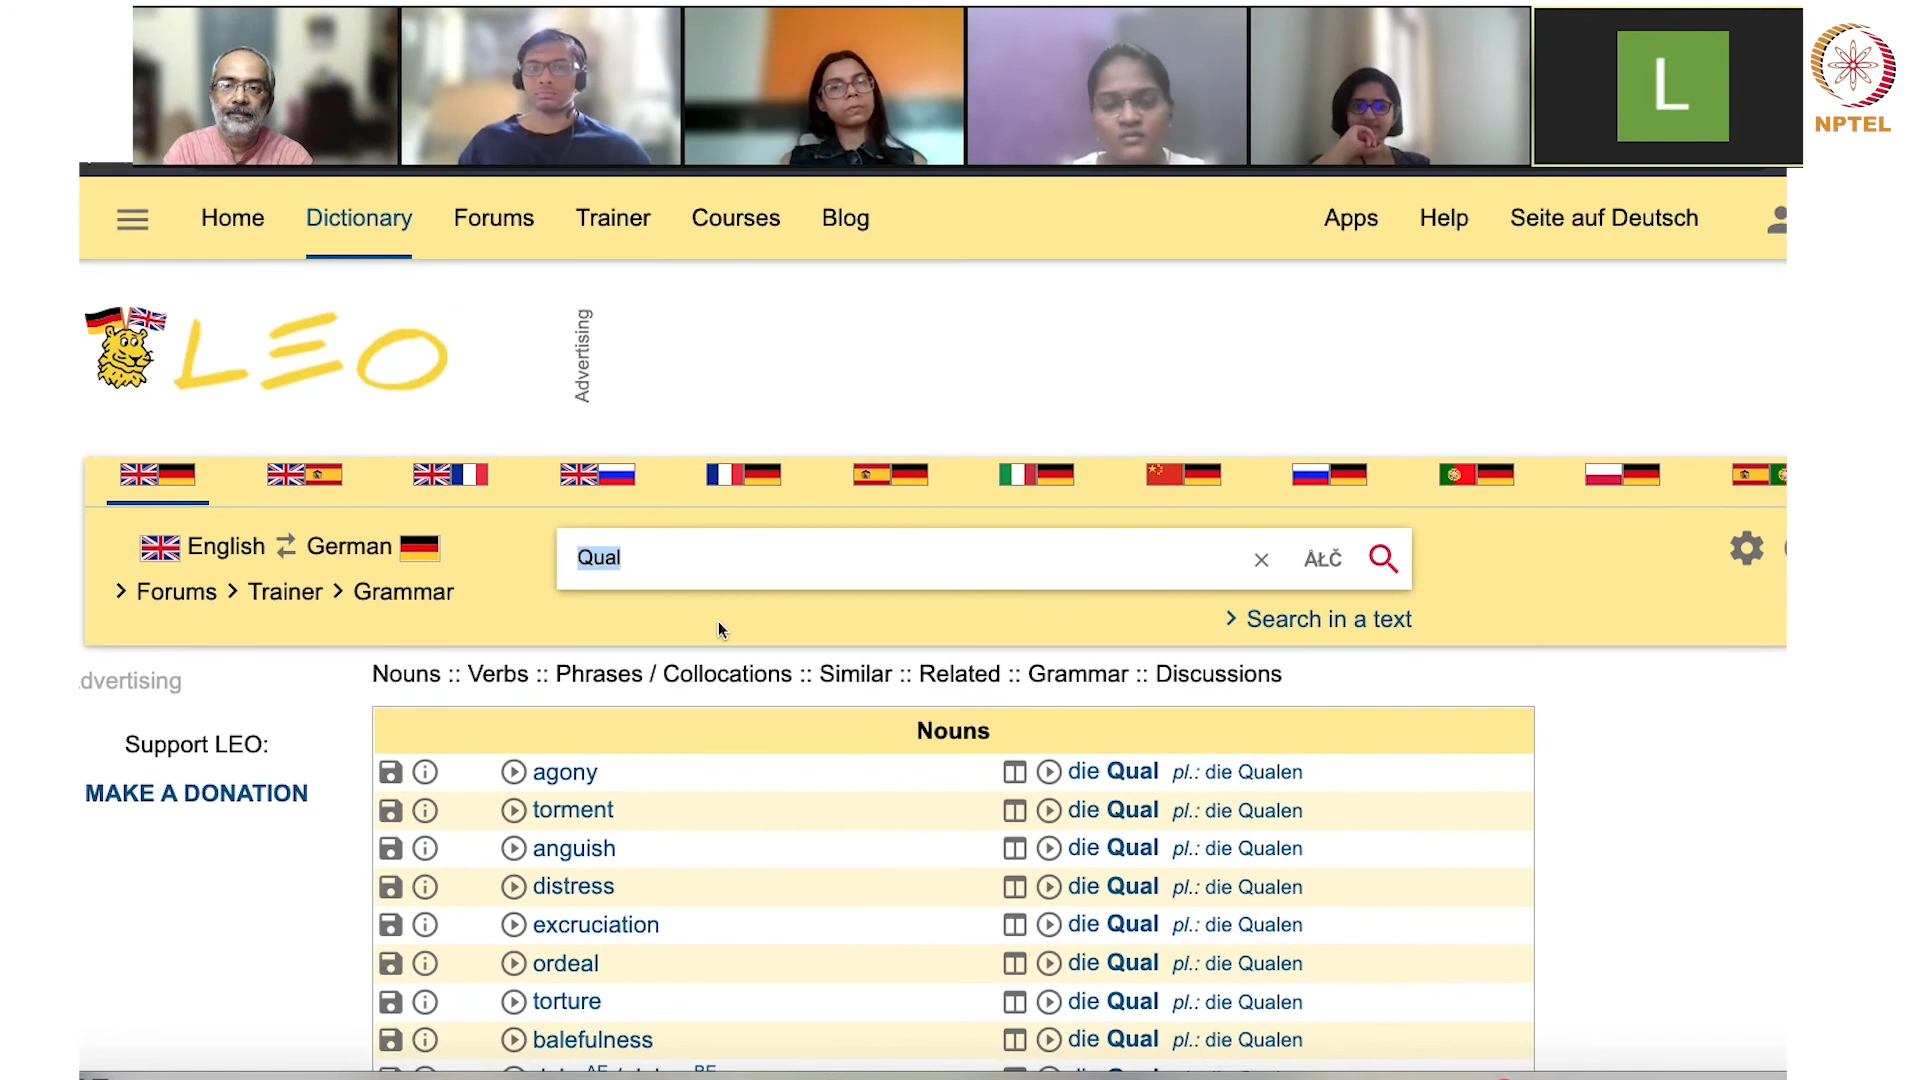 L
NPTEL
Home Dictionary Forums Trainer Courses Blog Apps Help Seite auf Deutsch
LEO
Advertising
English German
Qual
ÅŁČ
> Forums > Trainer > Grammar
> Search in a text
dvertising
Nouns :: Verbs :: Phrases / Collocations :: Similar :: Related :: Grammar :: Discussions
Support LEO:
MAKE A DONATION
Nouns
agony die Qual pl.: die Qualen
torment die Qual pl.: die Qualen
anguish die Qual pl.: die Qualen
distress die Qual pl.: die Qualen
excruciation die Qual pl.: die Qualen
ordeal die Qual pl.: die Qualen
torture die Qual pl.: die Qualen
balefulness die Qual pl.: die Qualen